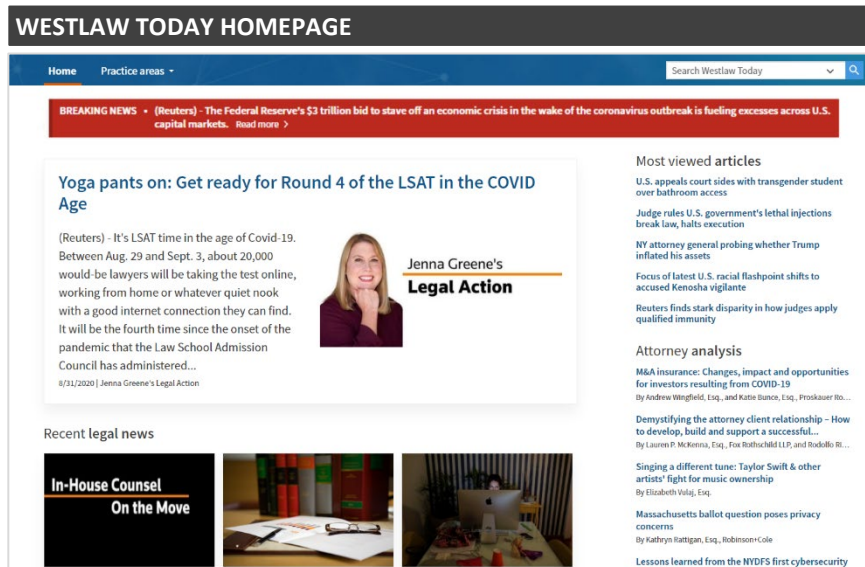 WESTLAW TODAY HOMEPAGE
Home Practice areas
Search Westlaw Today
BREAKING NEWS • (Reuters) - The Federal Reserve's $3 trillion bid to stave off an economic crisis in the wake of the coronavirus outbreak is fueling excesses across U.S.
capital markets. Read more >
Yoga pants on: Get ready for Round 4 of the LSAT in the COVID
Age
(Reuters) - It's LSAT time in the age of Covid-19.
Between Aug. 29 and Sept. 3, about 20,000
would-be lawyers will be taking the test online,
working from home or whatever quiet nook
with a good internet connection they can find.
It will be the fourth time since the onset of the
pandemic that the Law School Admission
Council has administered...
8/31/2020 | Jenna Greene's Legal Action
Jenna Greene's
Legal Action
Recent legal news
In-House Counsel
On the Move
Most viewed articles
U.S. appeals court sides with transgender student
over bathroom access
Judge rules U.S. government's lethal injections
break law, halts execution
NY attorney general probing whether Trump
inflated his assets
Focus of latest U.S. racial flashpoint shifts to
accused Kenosha vigilante
Reuters finds stark disparity in how judges apply
qualified immunity
Attorney analysis
M&A insurance: Changes, impact and opportunities
for investors resulting from COVID-19
By Andrew Wingfield, Esq., and Katie Bunce, Esq., Proskauer Ro...
Demystifying the attorney client relationship – How
to develop, build and support a successful...
By Lauren P. McKenna, Esq., Fox Rothschild LLP, and Rodolfo Ri...
Singing a different tune: Taylor Swift & other
artists' fight for music ownership
By Elizabeth Vulaj, Esq.
Massachusetts ballot question poses privacy
concerns
By Kathryn Rattigan, Esq., Robinson+Cole
Lessons learned from the NYDFS first cybersecurity